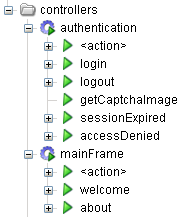 controllers
authentication
<action>
login
logout
getCaptchaImage
sessionExpired
accessDenied
mainFrame
<action>
welcome
about